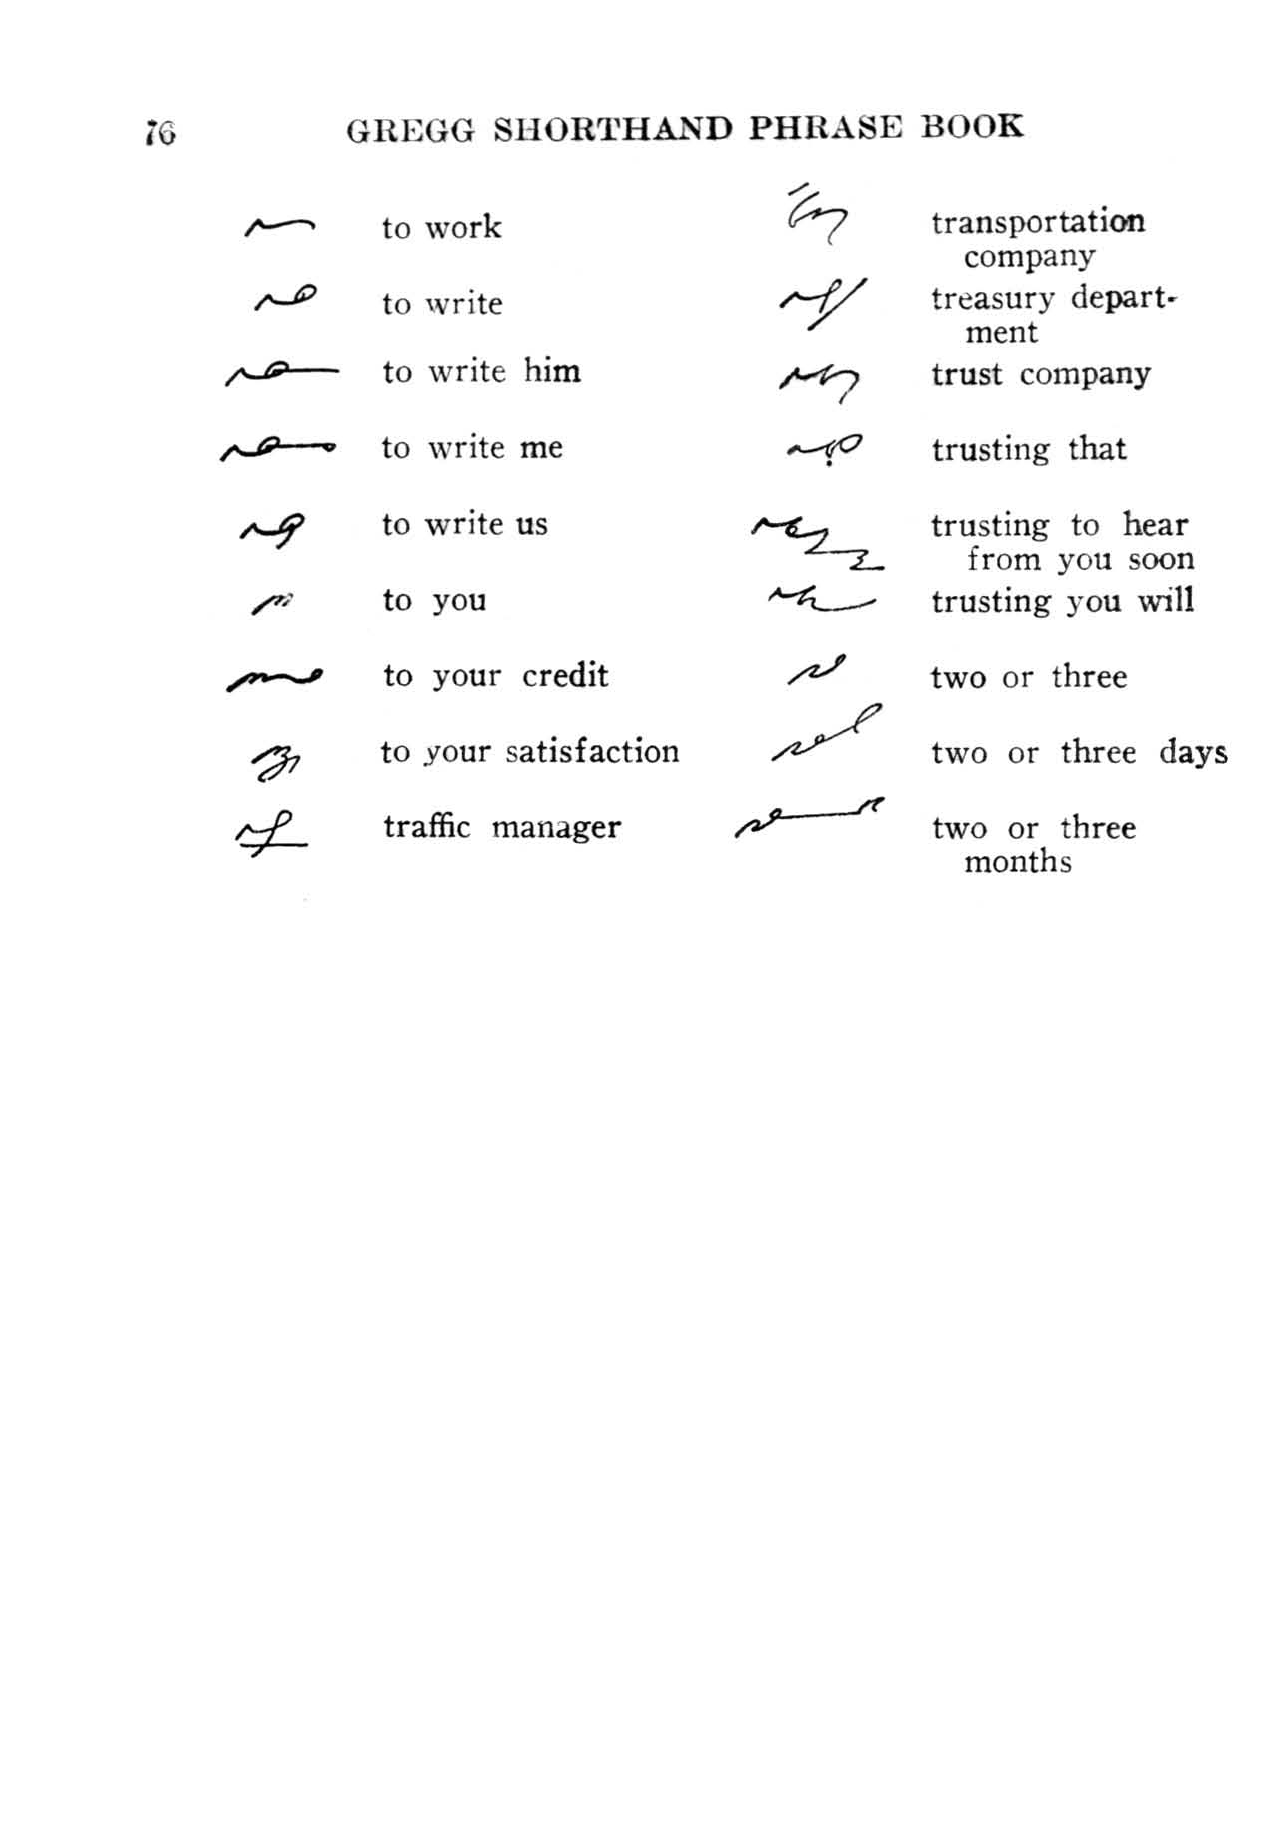 76 GREGG SHORTHAND PHRASE BOOK
to work
to write
to write him
to write me
to write us
to you
to your credit
to your satisfaction
traffic manager
transportation
company
treasury depart-
ment
trust company
trusting that
trusting to hear
from you soon
trusting you will
two or three
two or three days
two or three
months